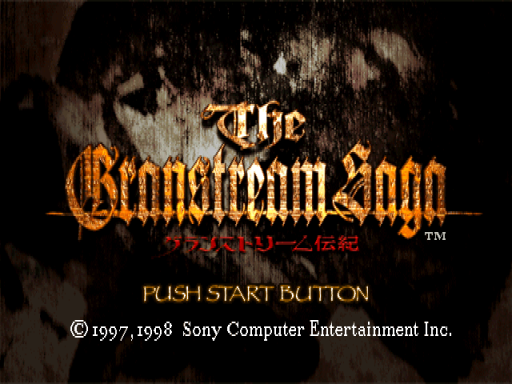 The
Granstream Saga
TM
グランストリーム伝紀
PUSH START BUTTON
© 1997, 1998 Sony Computer Entertainment Inc.